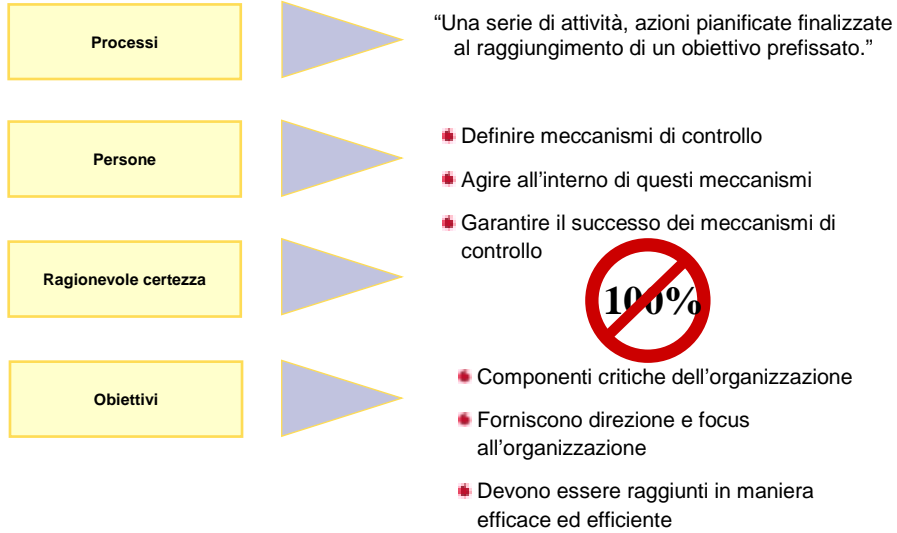 Processi
“Una serie di attività, azioni pianificate finalizzate
al raggiungimento di un obiettivo prefissato.”
Persone
Definire meccanismi di controllo
Agire all’interno di questi meccanismi
Garantire il successo dei meccanismi di
controllo
Ragionevole certezza
100%
Obiettivi
Componenti critiche dell’organizzazione
Forniscono direzione e focus
all’organizzazione
Devono essere raggiunti in maniera
efficace ed efficiente